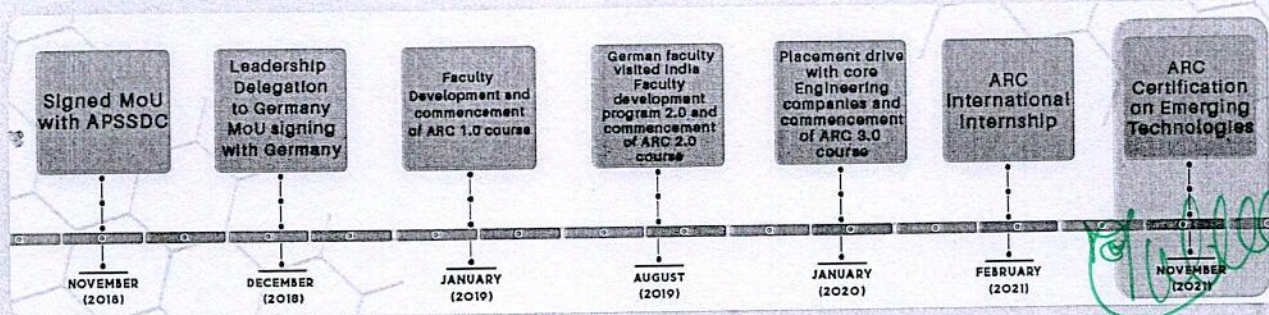 Signed MoU
with APSSDC
Leadership
Delegation
to Germany
MoU signing
with Germany
Faculty
Development and
commencement
of ARC 1.0 course
German faculty
visited India
Faculty
development
program 2.0 and
commencement
of ARC 2.0
course
Placement drive
with core
Engineering
companies and
commencement
of ARC 3.0
course
ARC
International
Internship
ARC
Certification
on Emerging
Technologies
NOVEMBER
(2018)
DECEMBER
(2018)
JANUARY
(2019)
AUGUST
(2019)
JANUARY
(2020)
FEBRUARY
(2021)
NOVEMBER
(2021)